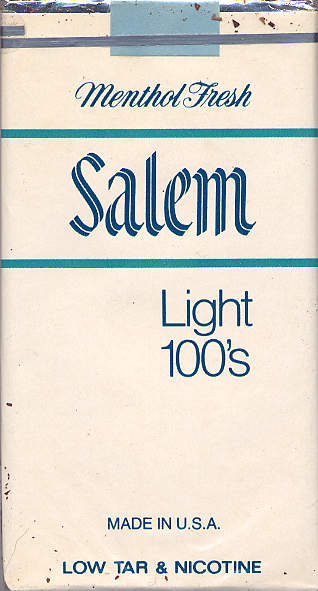 Menthol Fresh
Salem
Light
100's
MADE IN U.S.A.
LOW TAR & NICOTINE